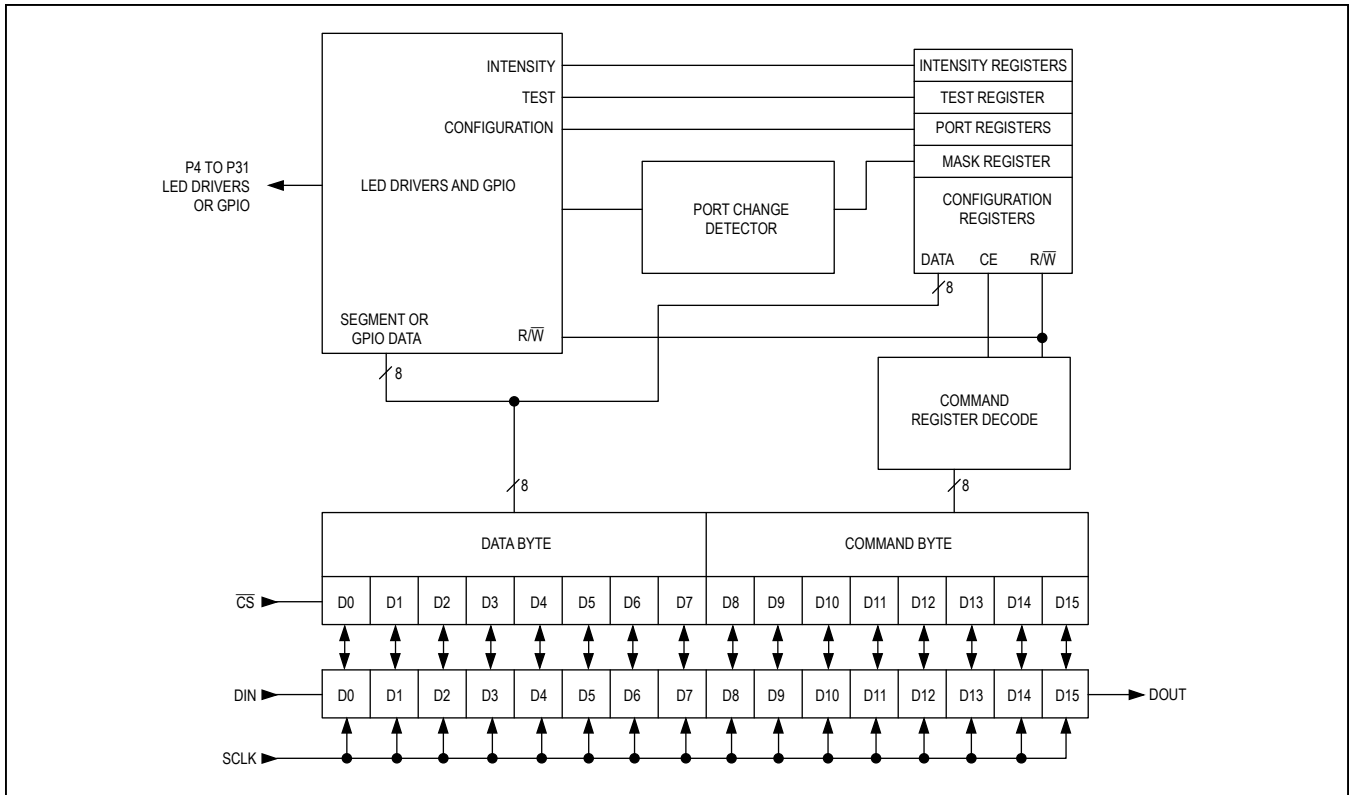 INTENSITY
TEST
CONFIGURATION
P4 TO P31
LED DRIVERS
OR GPIO
LED DRIVERS AND GPIO
SEGMENT OR
GPIO DATA
R/W̅
8
PORT CHANGE
DETECTOR
INTENSITY REGISTERS
TEST REGISTER
PORT REGISTERS
MASK REGISTER
CONFIGURATION
REGISTERS
DATA CE R/W̅
8
COMMAND
REGISTER DECODE
8
8
DATA BYTE COMMAND BYTE
C̅S̅ D0 D1 D2 D3 D4 D5 D6 D7 D8 D9 D10 D11 D12 D13 D14 D15
DIN D0 D1 D2 D3 D4 D5 D6 D7 D8 D9 D10 D11 D12 D13 D14 D15 DOUT
SCLK